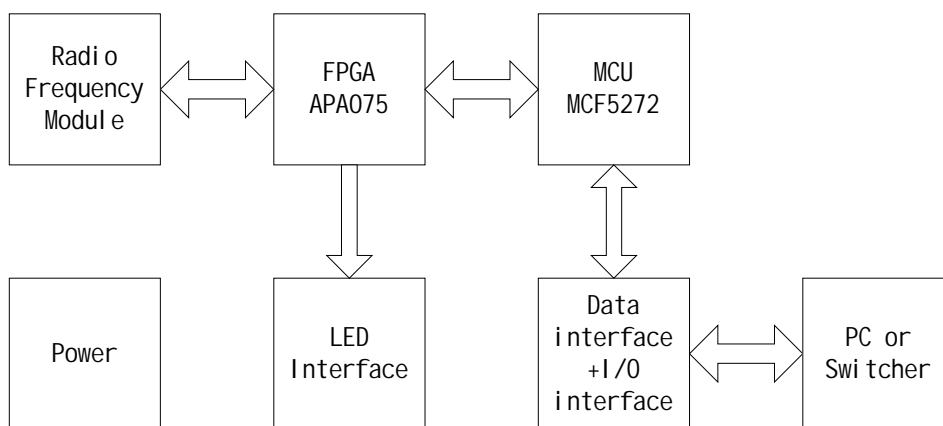 Radio
Frequency
Module
FPGA
APA075
MCU
MCF5272
Power
LED
Interface
Data
interface
+I/O
interface
PC or
Switcher